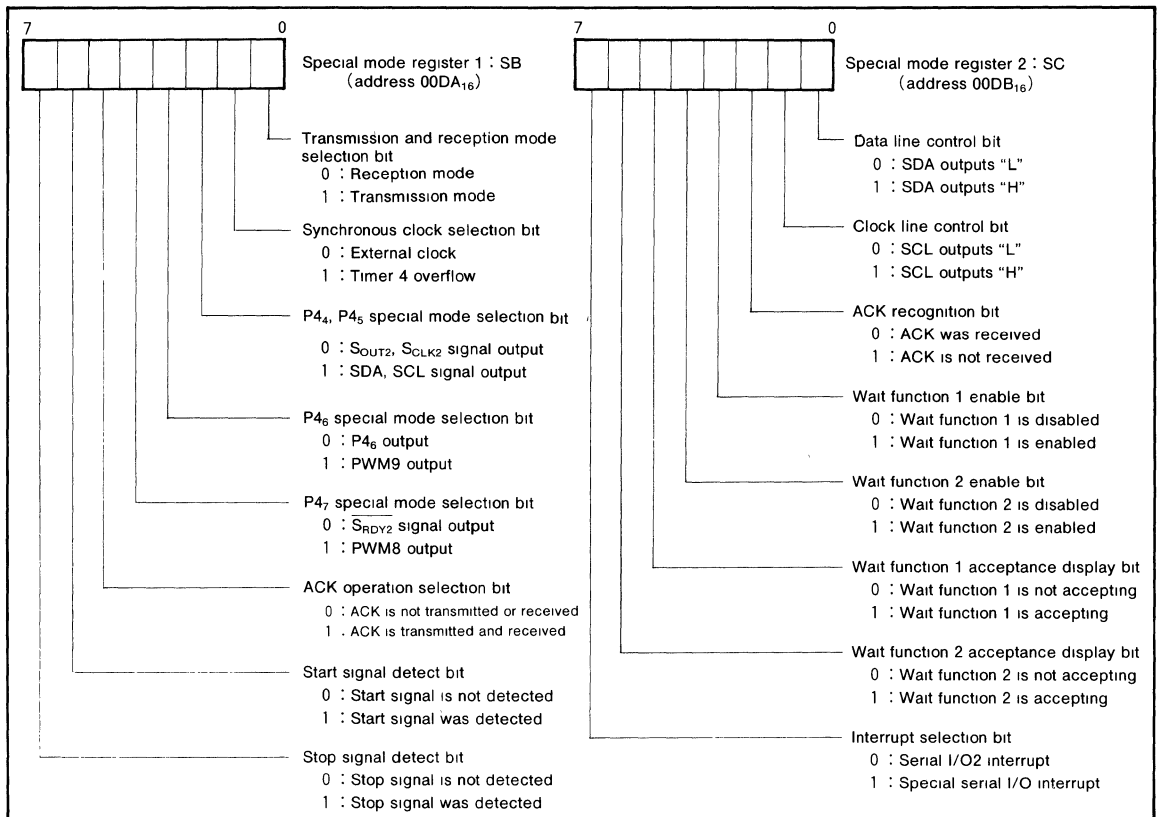 7 0
Special mode register 1 : SB
(address 00DA₁₆)
Transmission and reception mode
selection bit
0 : Reception mode
1 : Transmission mode
Synchronous clock selection bit
0 : External clock
1 : Timer 4 overflow
P4₄, P4₅ special mode selection bit
0 : S_OUT2, S_CLK2 signal output
1 : SDA, SCL signal output
P4₆ special mode selection bit
0 : P4₆ output
1 : PWM9 output
P4₇ special mode selection bit
0 : S̅_R̅D̅Y̅2̅ signal output
1 : PWM8 output
ACK operation selection bit
0 : ACK is not transmitted or received
1 . ACK is transmitted and received
Start signal detect bit
0 : Start signal is not detected
1 : Start signal was detected
Stop signal detect bit
0 : Stop signal is not detected
1 : Stop signal was detected
7 0
Special mode register 2 : SC
(address 00DB₁₆)
Data line control bit
0 : SDA outputs “L”
1 : SDA outputs “H”
Clock line control bit
0 : SCL outputs “L”
1 : SCL outputs “H”
ACK recognition bit
0 : ACK was received
1 : ACK is not received
Wait function 1 enable bit
0 : Wait function 1 is disabled
1 : Wait function 1 is enabled
Wait function 2 enable bit
0 : Wait function 2 is disabled
1 : Wait function 2 is enabled
Wait function 1 acceptance display bit
0 : Wait function 1 is not accepting
1 : Wait function 1 is accepting
Wait function 2 acceptance display bit
0 : Wait function 2 is not accepting
1 : Wait function 2 is accepting
Interrupt selection bit
0 : Serial I/O2 interrupt
1 : Special serial I/O interrupt